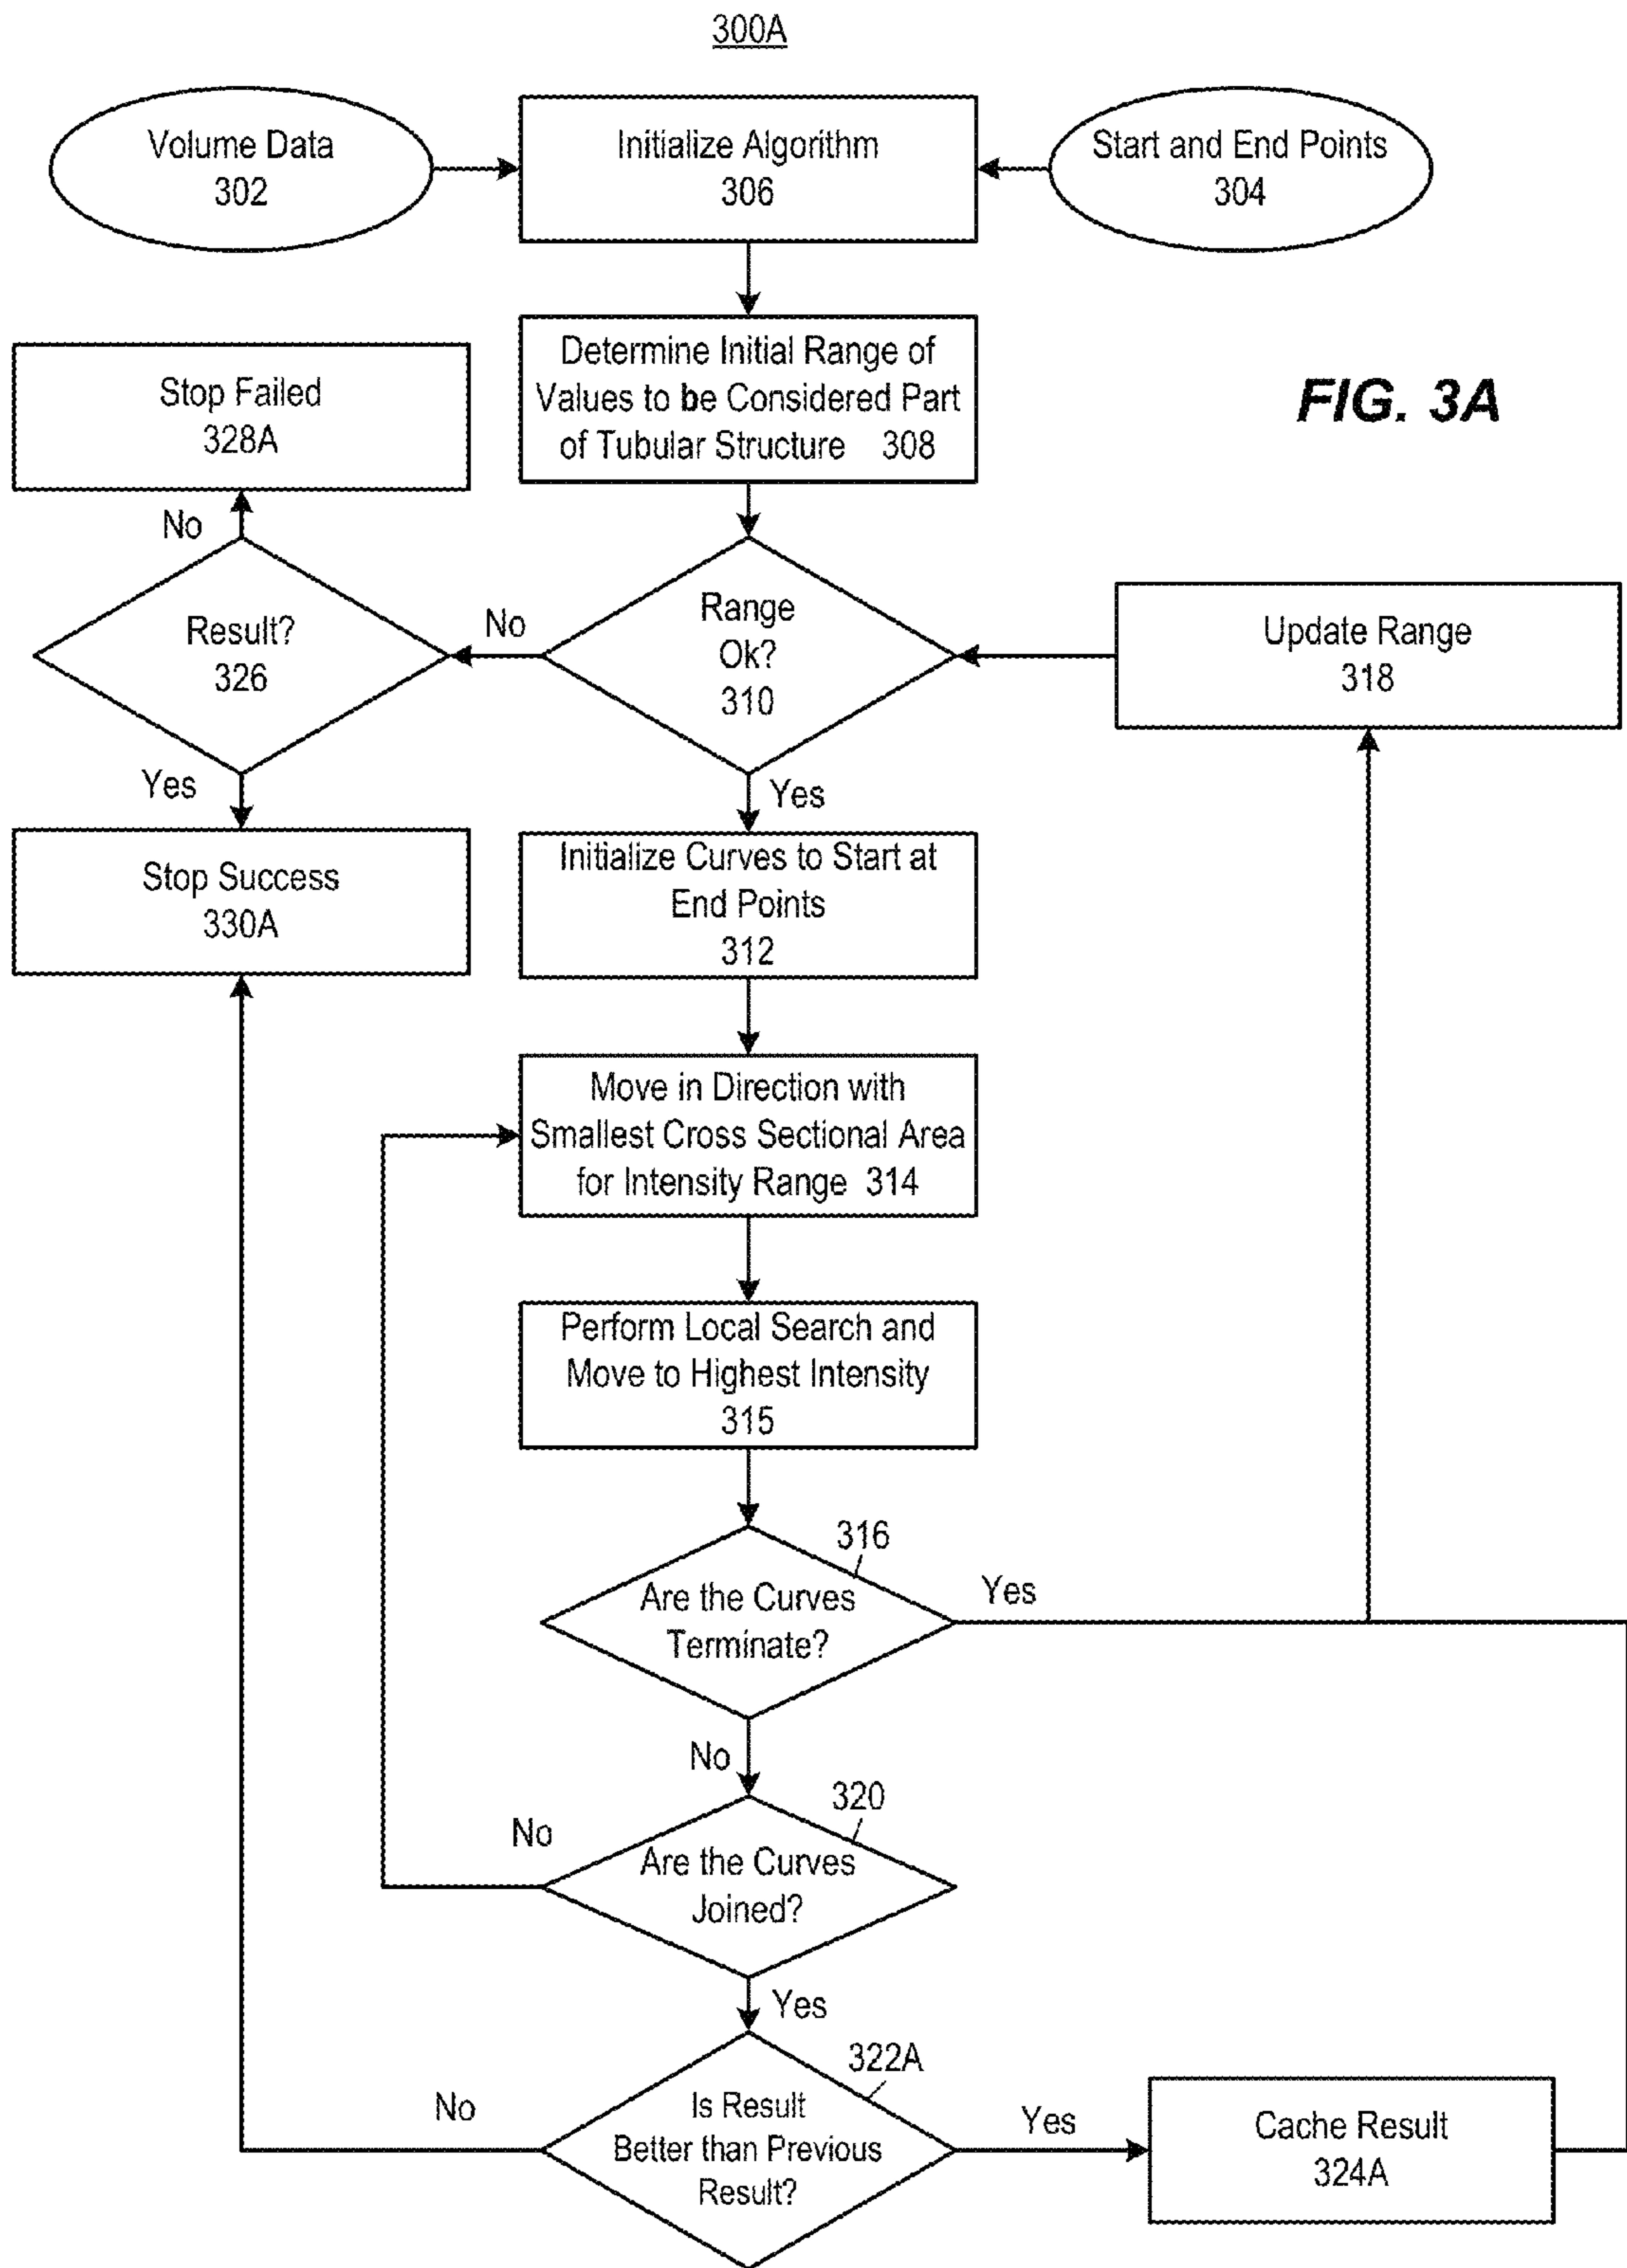 300A
Volume Data
302
Initialize Algorithm
306
Start and End Points
304
Determine Initial Range of
Values to be Considered Part
of Tubular Structure 308
FIG. 3A
Stop Failed
328A
No
Result?
326
No
Range
Ok?
310
Update Range
318
Yes
Yes
Stop Success
330A
Initialize Curves to Start at
End Points
312
Move in Direction with
Smallest Cross Sectional Area
for Intensity Range 314
Perform Local Search and
Move to Highest Intensity
315
316
Are the Curves
Terminate?
Yes
No
320
No
Are the Curves
Joined?
Yes
322A
No
Is Result
Better than Previous
Result?
Yes
Cache Result
324A